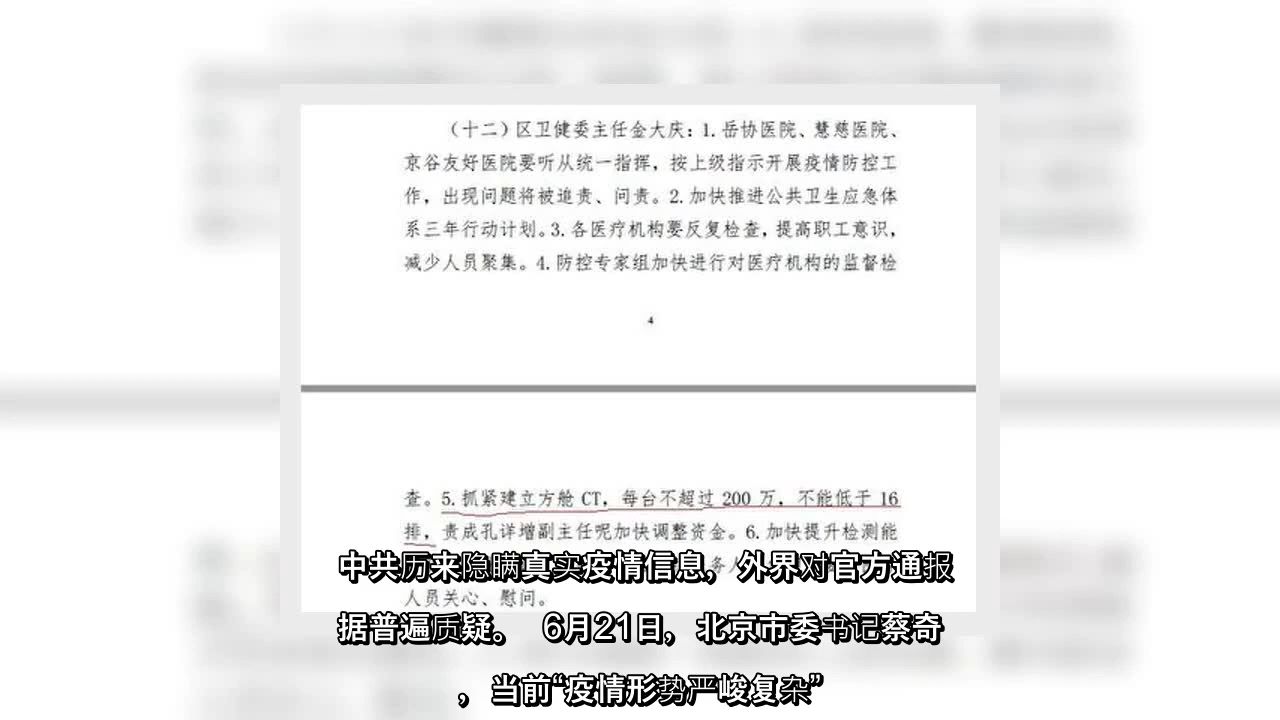 （十二）区卫健委主任金大庆：1.岳协医院、慧慈医院、
京谷友好医院要听从统一指挥，按上级指示开展疫情防控工
作，出现问题将被追责、问责。2.加快推进公共卫生应急体
系三年行动计划。3.各医疗机构要反复检查，提高职工意识，
减少人员聚集。4.防控专家组加快进行对医疗机构的监督检
4
查。5.抓紧建立方舱 CT，每台不超过 200 万，不能低于 16
排，责成孔详增副主任呢加快调整资金。6.加快提升检测能
务人
人员关心、慰问。
中共历来隐瞒真实疫情信息，外界对官方通报
据普遍质疑。 6月21日，北京市委书记蔡奇
，当前“疫情形势严峻复杂”